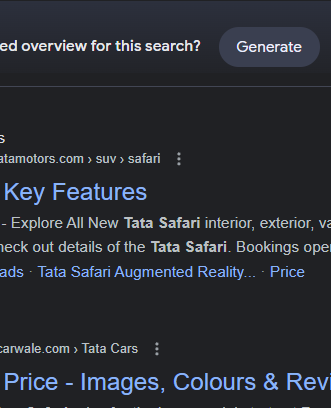 ed overview for this search? Generate
s
atamotors.com › suv › safari
Key Features
- Explore All New Tata Safari interior, exterior, va
heck out details of the Tata Safari. Bookings oper
ads · Tata Safari Augmented Reality... · Price
carwale.com › Tata Cars
Price - Images, Colours & Revi